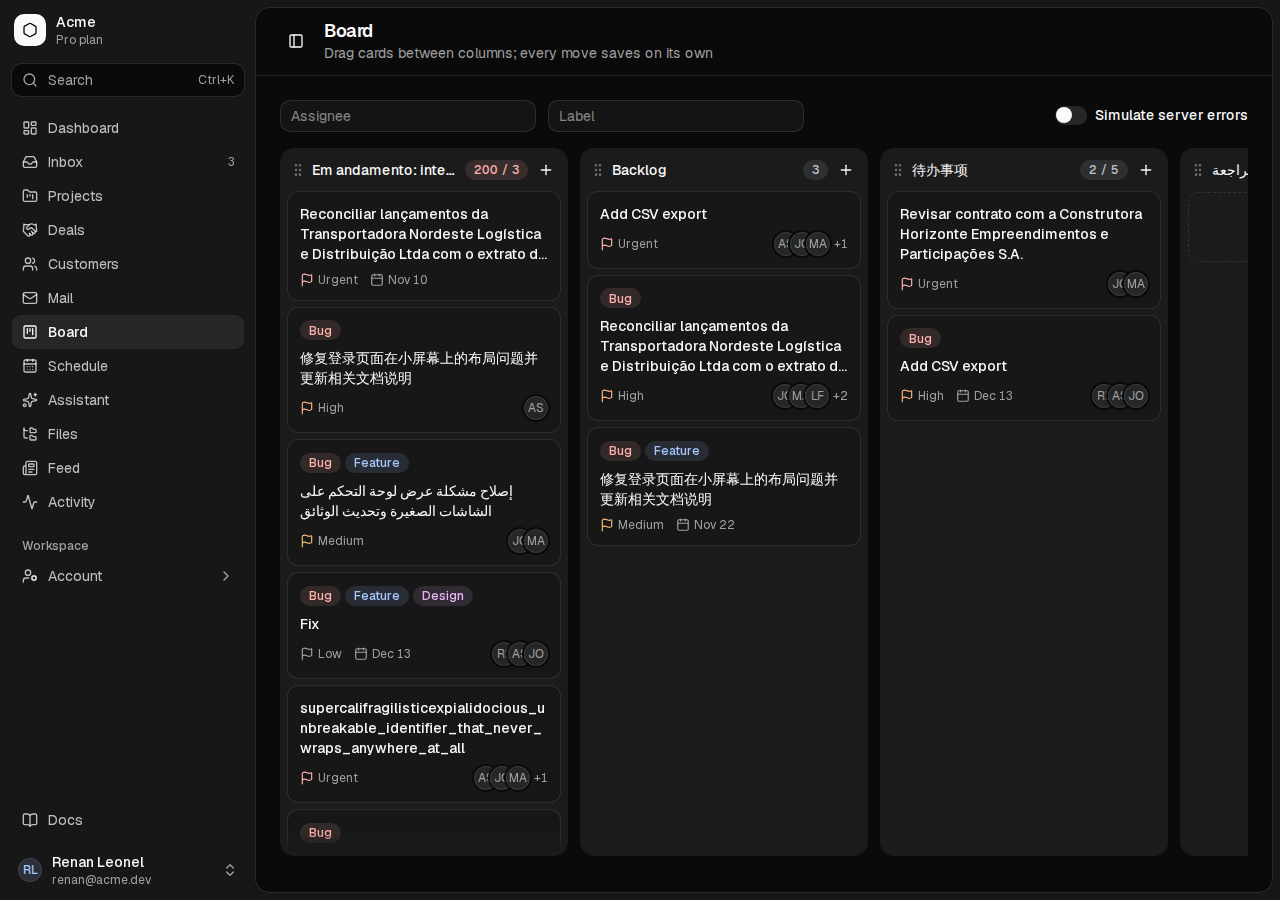 Acme
Pro plan
Search
Ctrl+K
Dashboard
Inbox
3
Projects
Deals
Customers
Mail
Board
Schedule
Assistant
Files
Feed
Activity
Workspace
Account
Docs
RL
Renan Leonel
renan@acme.dev
Board
Drag cards between columns; every move saves on its own
Assignee
Label
Simulate server errors
Em andamento: inte…
200 / 3
Reconciliar lançamentos da
Transportadora Nordeste Logística
e Distribuição Ltda com o extrato d…
Urgent
Nov 10
Bug
修复登录页面在小屏幕上的布局问题并
更新相关文档说明
High
AS
Bug
Feature
إصلاح مشكلة عرض لوحة التحكم على
الشاشات الصغيرة وتحديث الوثائق
Medium
MA
Bug
Feature
Design
Fix
Low
Dec 13
JO
supercalifragilisticexpialidocious_u
nbreakable_identifier_that_never_
wraps_anywhere_at_all
Urgent
MA
+1
Bug
Backlog
3
Add CSV export
Urgent
MA
+1
Bug
Reconciliar lançamentos da
Transportadora Nordeste Logística
e Distribuição Ltda com o extrato d…
High
LF
+2
Bug
Feature
修复登录页面在小屏幕上的布局问题并
更新相关文档说明
Medium
Nov 22
待办事项
2 / 5
Revisar contrato com a Construtora
Horizonte Empreendimentos e
Participações S.A.
Urgent
MA
Bug
Add CSV export
High
Dec 13
JO